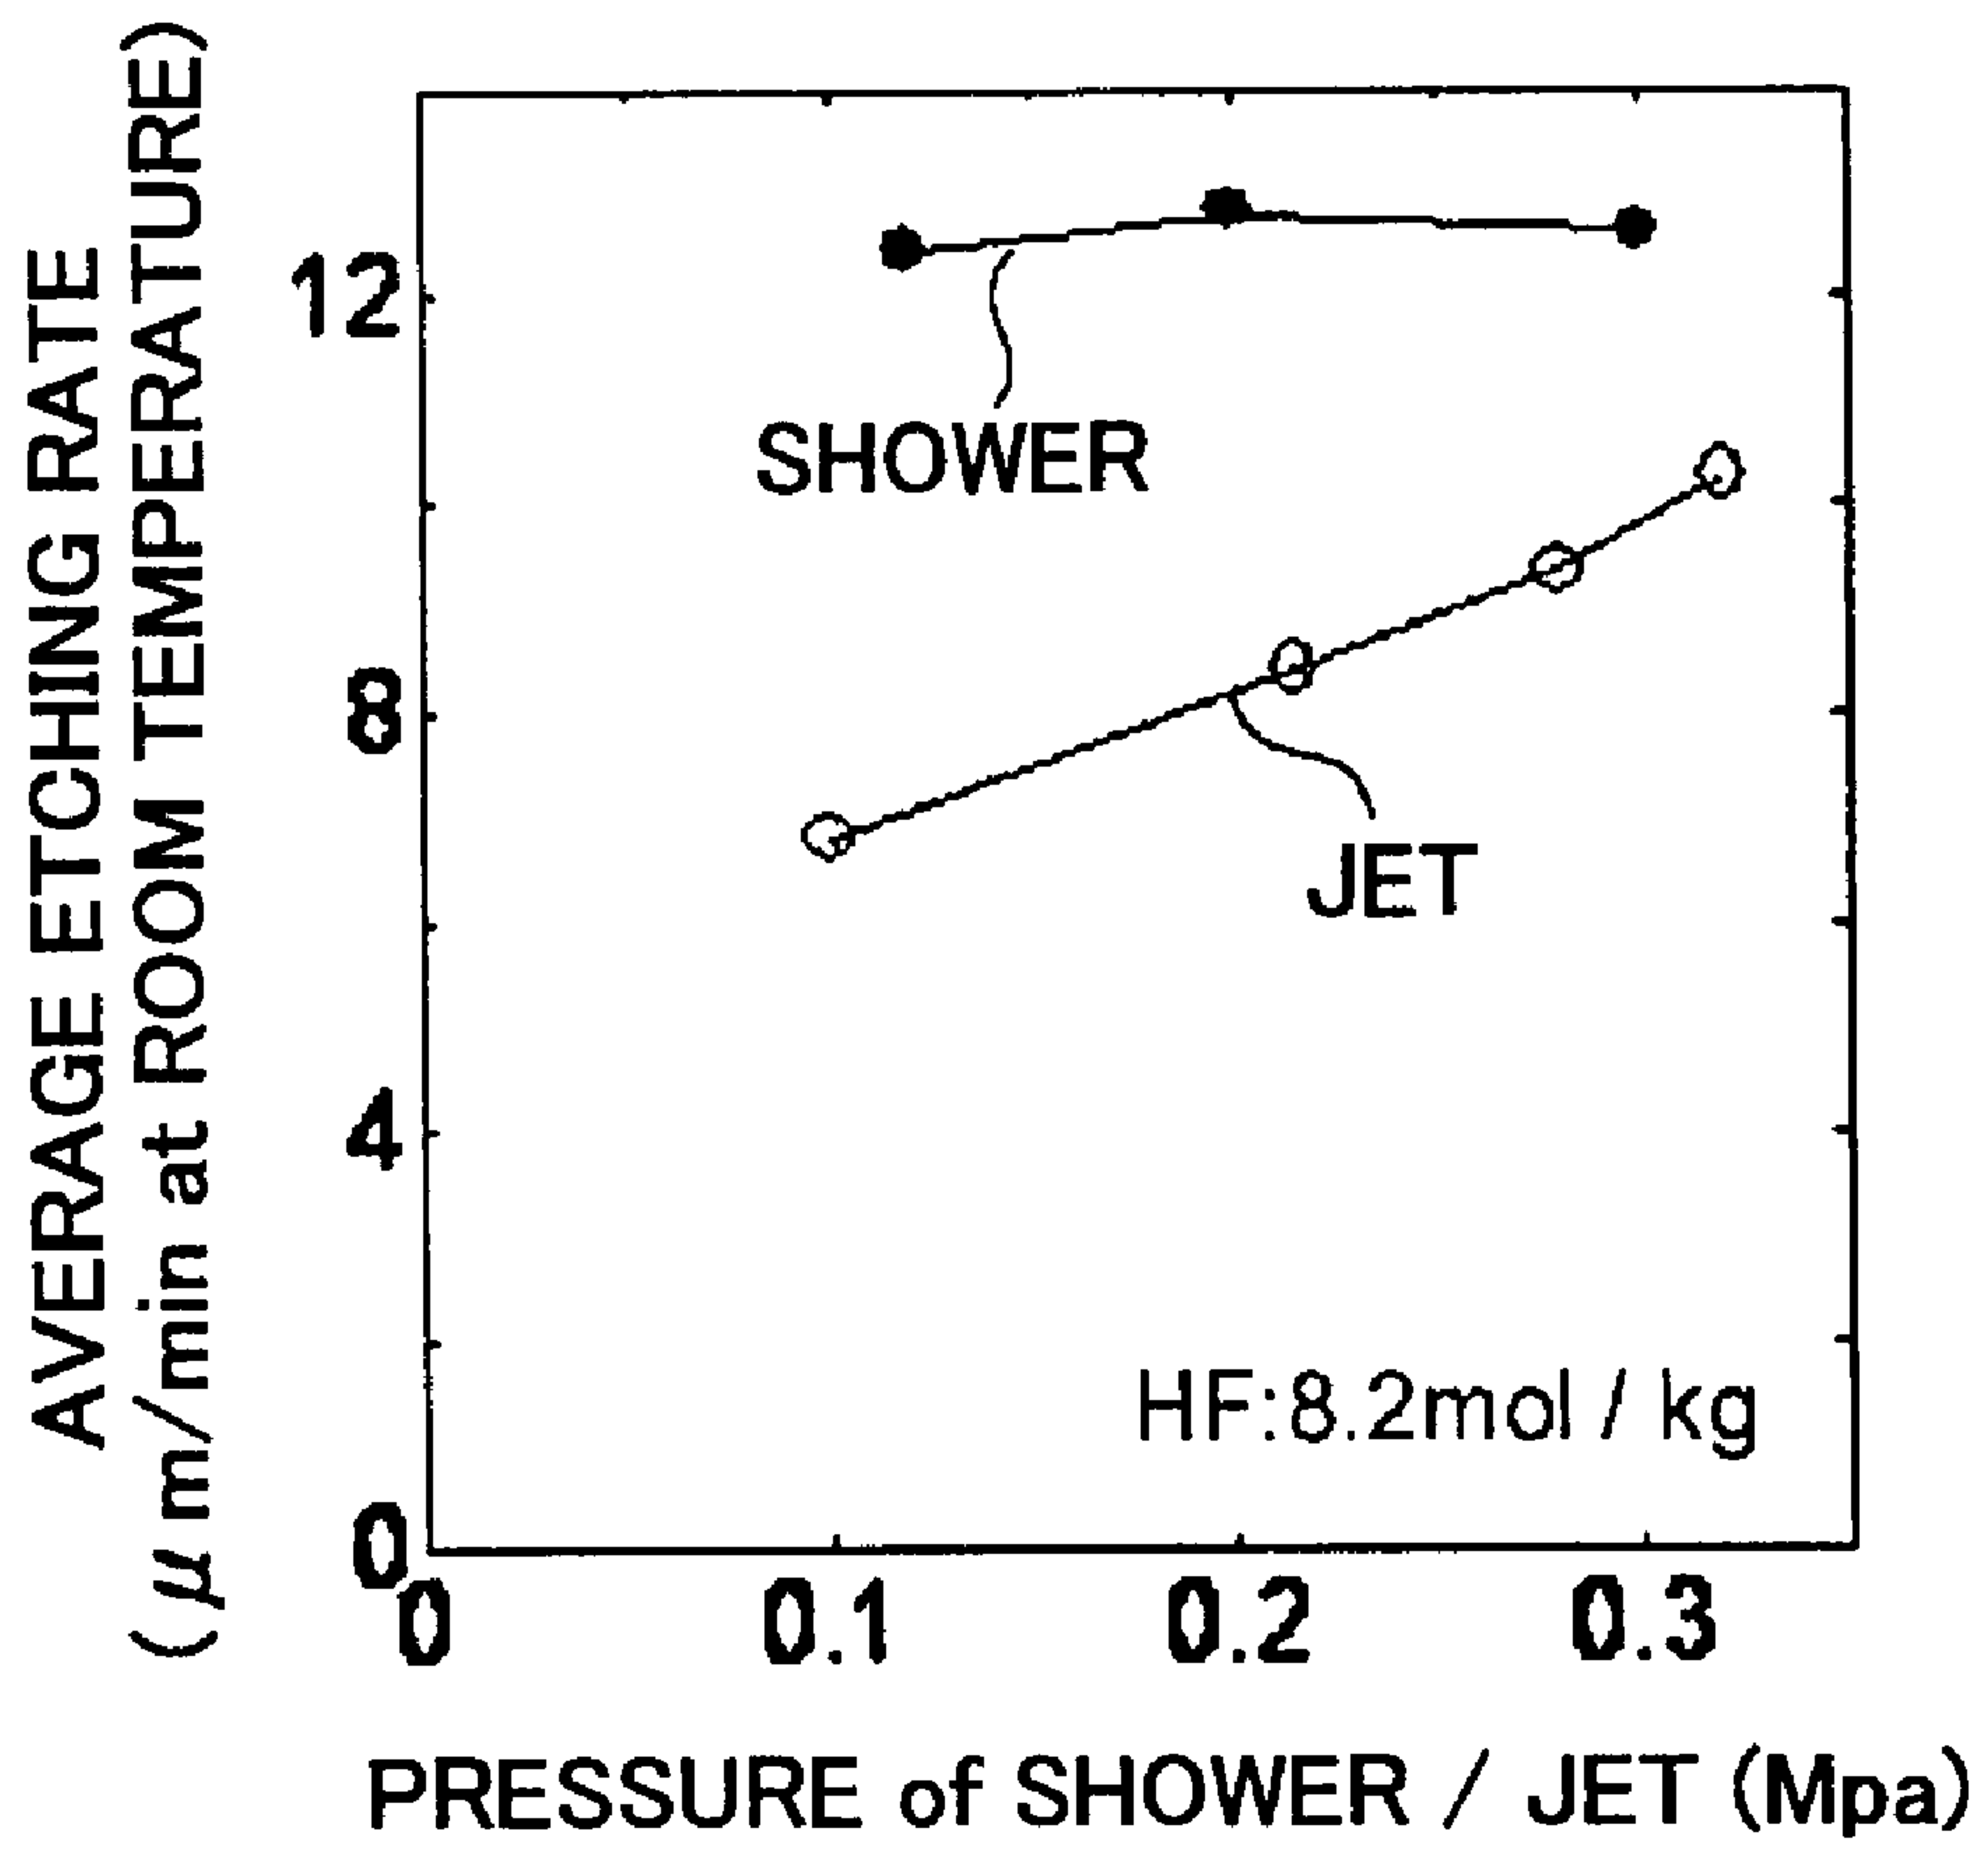 AVERAGE ETCHING RATE
(μm/min at ROOM TEMPERATURE)
12
8
4
0
SHOWER
JET
HF:8.2mol / kg
0 0.1 0.2 0.3
PRESSURE of SHOWER / JET (Mpa)